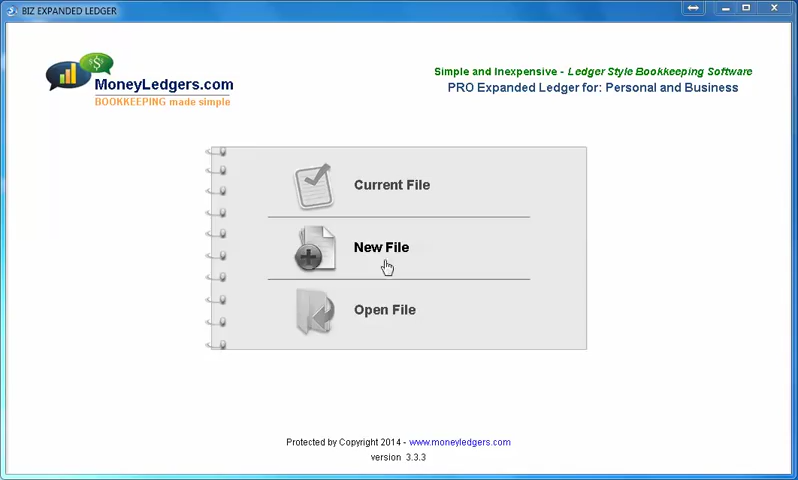 BIZ EXPANDED LEDGER
MoneyLedgers.com
BOOKKEEPING made simple
Simple and Inexpensive - Ledger Style Bookkeeping Software
PRO Expanded Ledger for: Personal and Business
Current File
New File
Open File
Protected by Copyright 2014 - www.moneyledgers.com
version 3.3.3